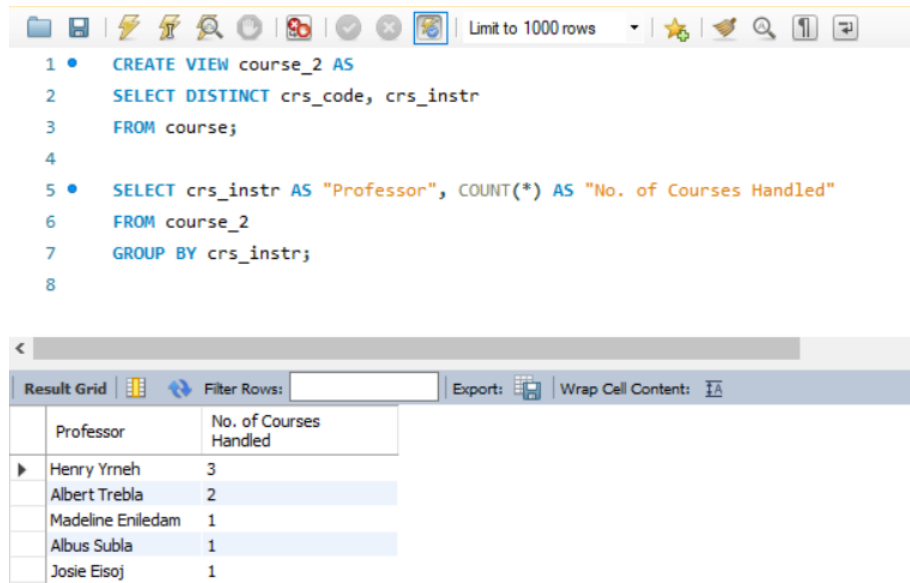 Limit to 1000 rows
1 CREATE VIEW course_2 AS
2 SELECT DISTINCT crs_code, crs_instr
3 FROM course;
4
5 SELECT crs_instr AS "Professor", COUNT(*) AS "No. of Courses Handled"
6 FROM course_2
7 GROUP BY crs_instr;
8
Result Grid Filter Rows: Export: Wrap Cell Content: IA
Professor No. of Courses
Handled
Henry Yrneh 3
Albert Trebla 2
Madeline Eniledam 1
Albus Subla 1
Josie Eisoj 1